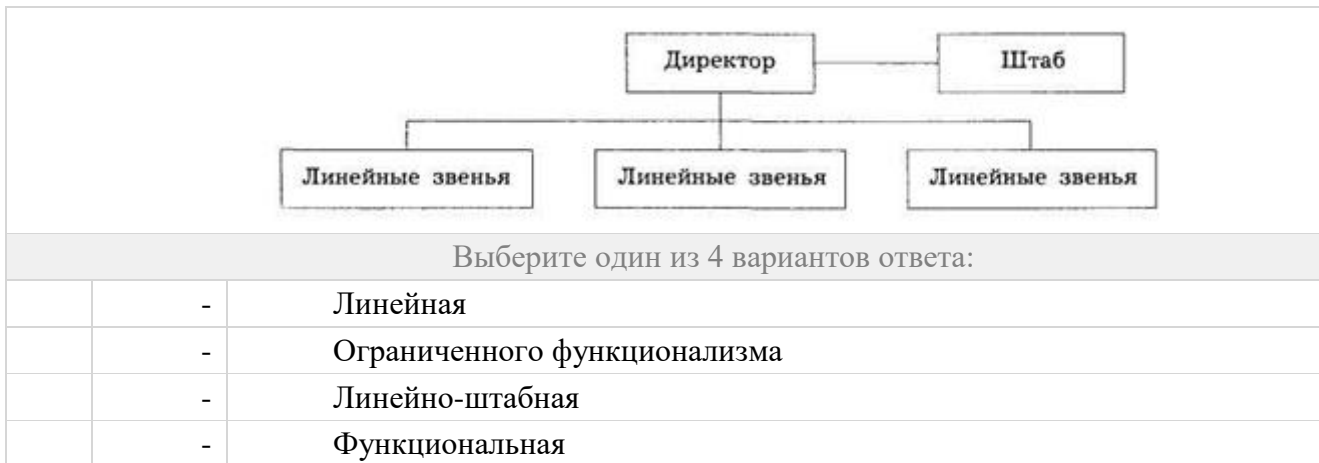 Директор Штаб
Линейные звенья Линейные звенья Линейные звенья
Выберите один из 4 вариантов ответа:
- Линейная
- Ограниченного функционализма
- Линейно-штабная
- Функциональная